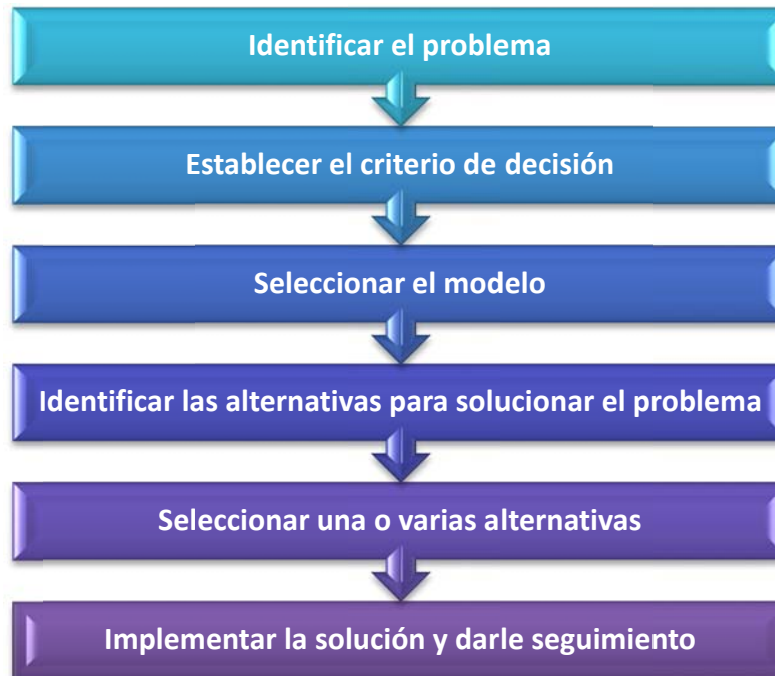 Identificar el problema
Establecer el criterio de decisión
Seleccionar el modelo
Identificar las alternativas para solucionar el problema
Seleccionar una o varias alternativas
Implementar la solución y darle seguimiento